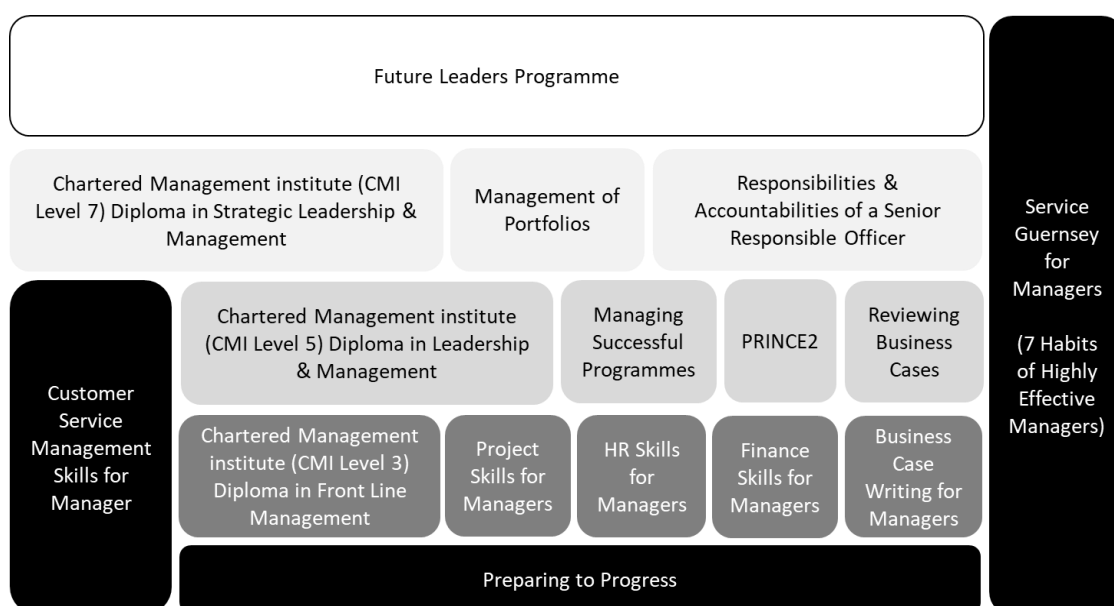 Future Leaders Programme
Chartered Management institute (CMI
Level 7) Diploma in Strategic Leadership &
Management
Management of
Portfolios
Responsibilities &
Accountabilities of a Senior
Responsible Officer
Service
Guernsey
for
Managers
(7 Habits
of Highly
Effective
Managers)
Customer
Service
Management
Skills for
Manager
Chartered Management institute
(CMI Level 5) Diploma in Leadership
& Management
Managing
Successful
Programmes
PRINCE2
Reviewing
Business
Cases
Chartered Management
institute (CMI Level 3)
Diploma in Front Line
Management
Project
Skills for
Managers
HR Skills
for
Managers
Finance
Skills for
Managers
Business
Case
Writing for
Managers
Preparing to Progress